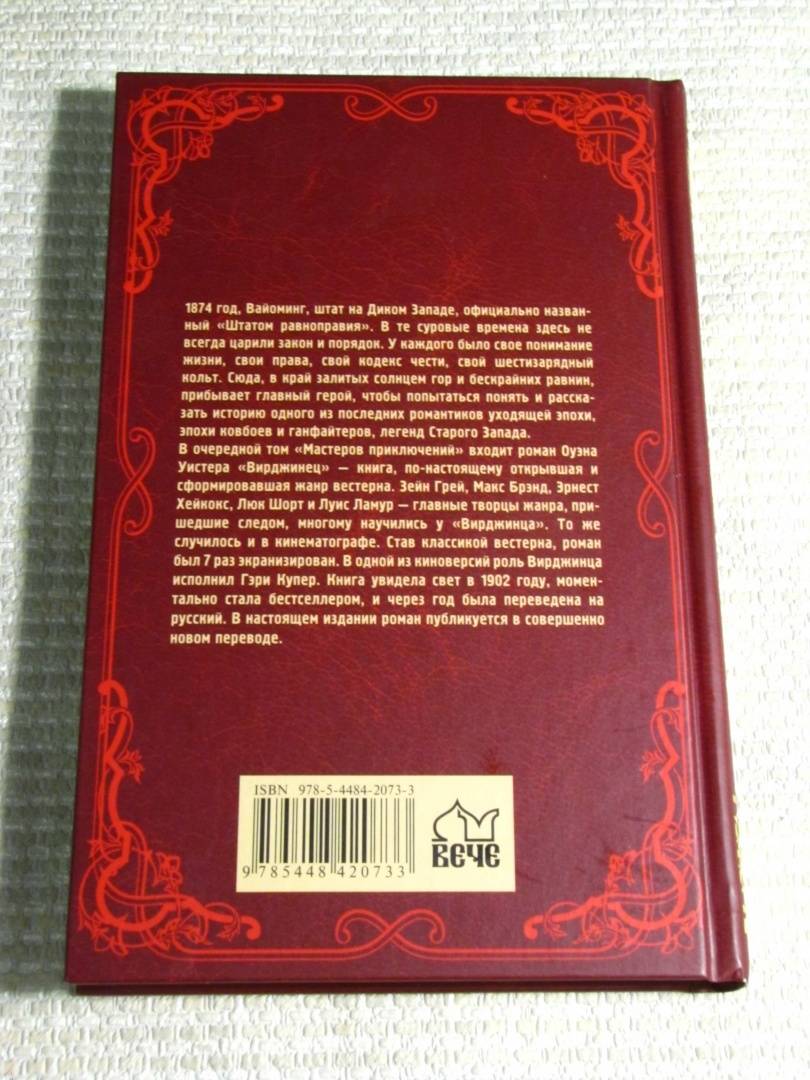 1874 год, Вайоминг, штат на Диком Западе, официально назван-
ный «Штатом равноправия». В те суровые времена здесь не
всегда царили закон и порядок. У каждого было свое понимание
жизни, свои права, свой кодекс чести, свой шестизарядный
кольт. Сюда, в край залитых солнцем гор и бескрайних равнин,
прибывает главный герой, чтобы попытаться понять и расска-
зать историю одного из последних романтиков уходящей эпохи,
эпохи ковбоев и ганфайтеров, легенд Старого Запада.
В очередной том «Мастеров приключений» входит роман Оуэна
Уистера «Вирджинец» — книга, по-настоящему открывшая и
сформировавшая жанр вестерна. Зейн Грей, Макс Брэнд, Эрнест
Хейкокс, Люк Шорт и Луис Ламур — главные творцы жанра, при-
шедшие следом, многому научились у «Вирджинца». То же
случилось и в кинематографе. Став классикой вестерна, роман
был 7 раз экранизирован. В одной из киноверсий роль Вирджинца
исполнил Гэри Купер. Книга увидела свет в 1902 году, момен-
тально стала бестселлером, и через год была переведена на
русский. В настоящем издании роман публикуется в совершенно
новом переводе.
ISBN 978-5-4484-2073-3
9 785448 420733
ВЕЧЕ